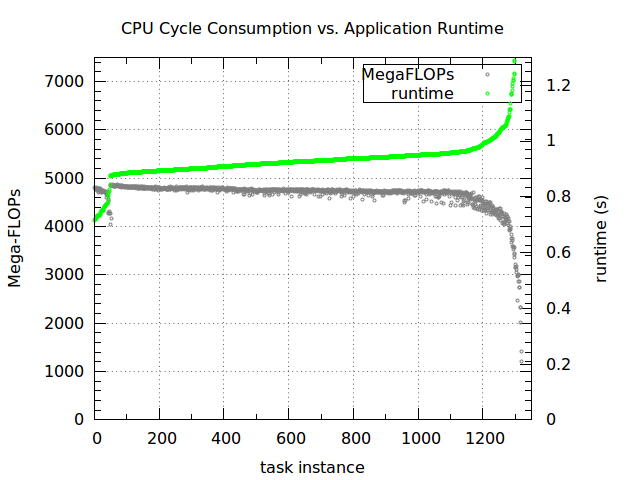 CPU Cycle Consumption vs. Application Runtime
MegaFLOPs
runtime
7000
6000
5000
4000
3000
2000
1000
0
Mega-FLOPs
1.2
1
0.8
0.6
0.4
0.2
0
runtime (s)
0 200 400 600 800 1000 1200
task instance